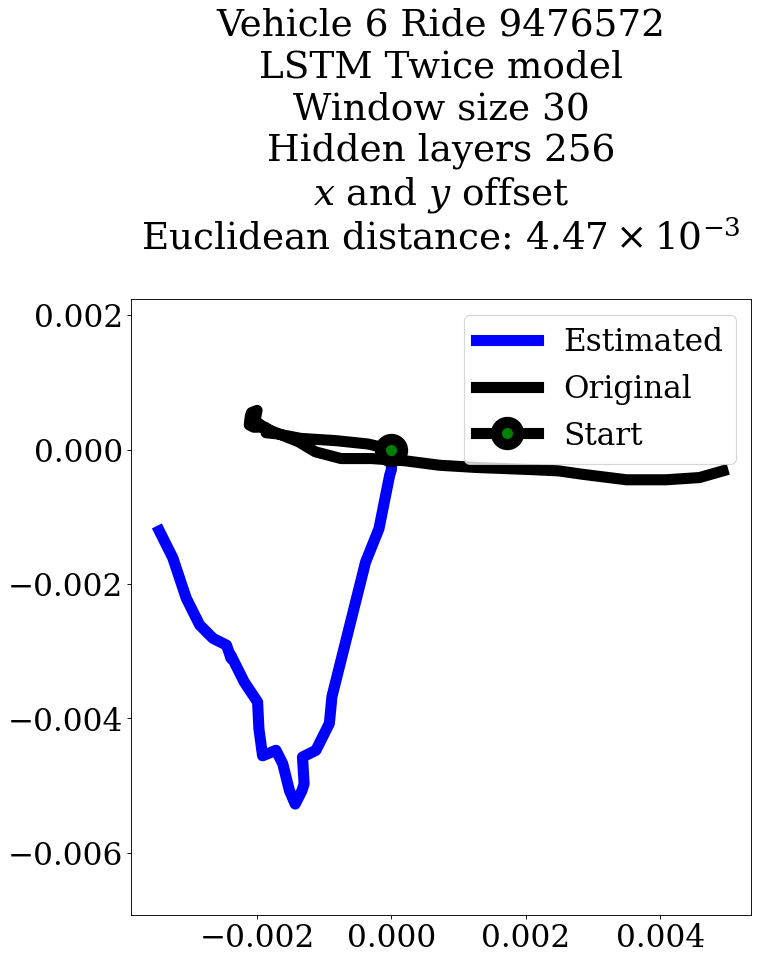 Vehicle 6 Ride 9476572
LSTM Twice model
Window size 30
Hidden layers 256
x and y offset
Euclidean distance: 4.47 × 10⁻³
Estimated
Original
Start
0.002
0.000
−0.002
−0.004
−0.006
−0.002 0.000 0.002 0.004